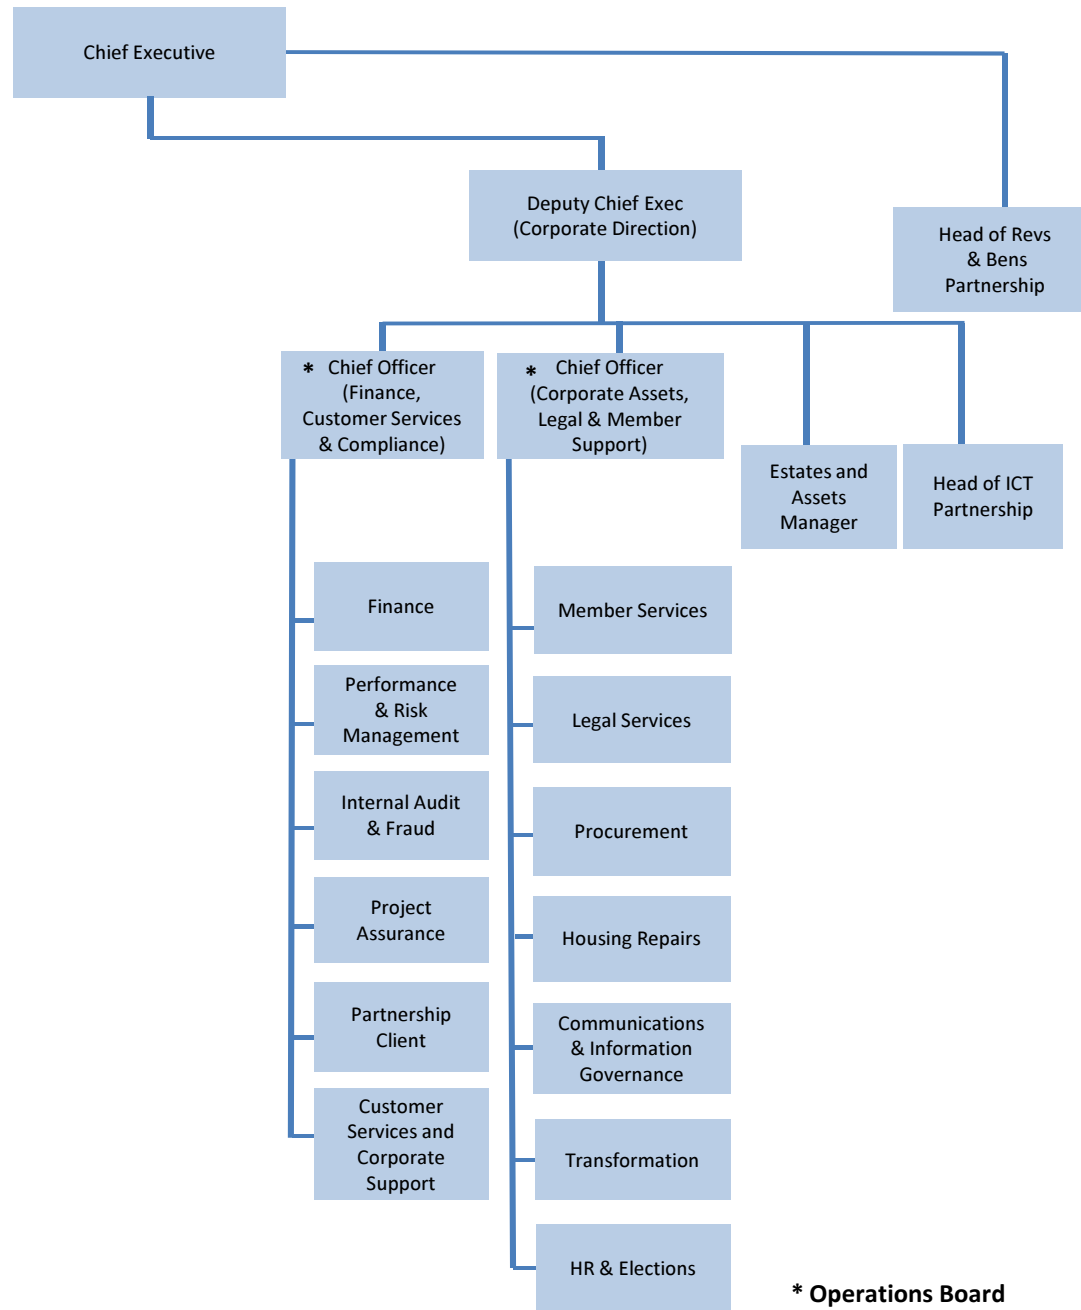 Chief Executive
Deputy Chief Exec
(Corporate Direction)
Head of Revs
& Bens
Partnership
* Chief Officer
(Finance,
Customer Services
& Compliance)
* Chief Officer
(Corporate Assets,
Legal & Member
Support)
Estates and
Assets
Manager
Head of ICT
Partnership
Finance
Performance
& Risk
Management
Internal Audit
& Fraud
Project
Assurance
Partnership
Client
Customer
Services and
Corporate
Support
Member Services
Legal Services
Procurement
Housing Repairs
Communications
& Information
Governance
Transformation
HR & Elections
* Operations Board